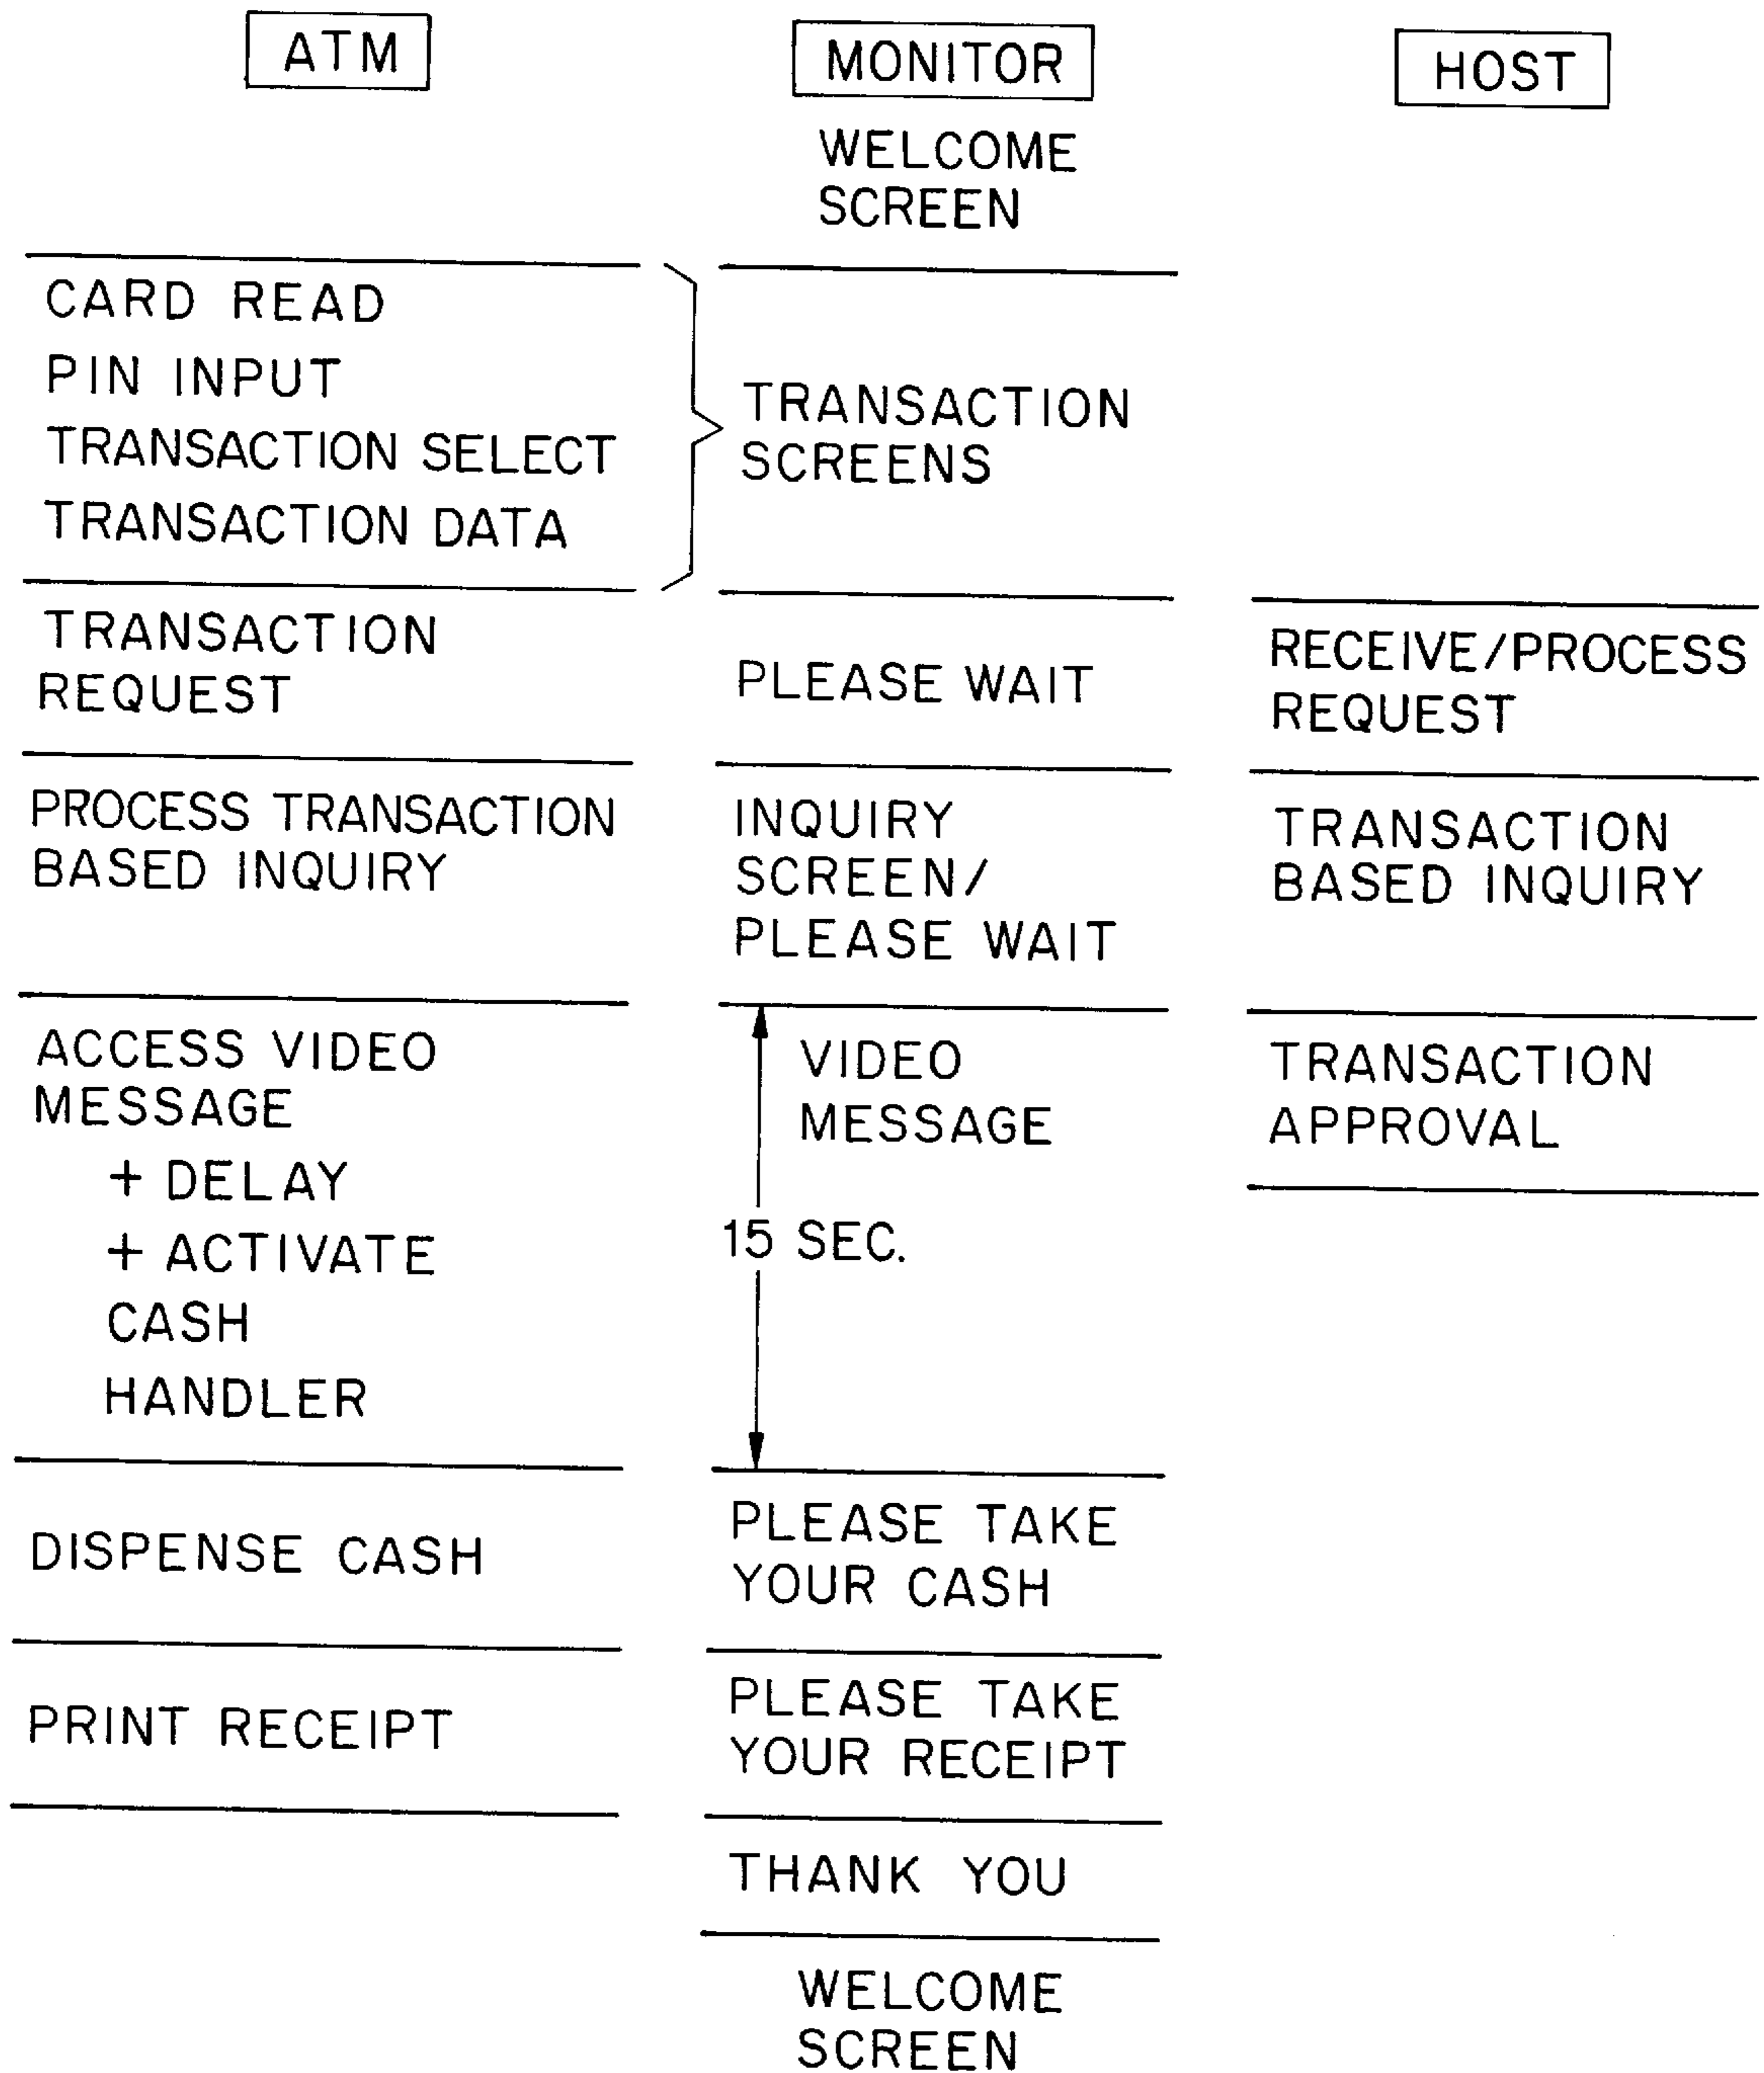 ATM
MONITOR
HOST
WELCOME
SCREEN
CARD READ
PIN INPUT
TRANSACTION SELECT
TRANSACTION DATA
TRANSACTION
SCREENS
TRANSACTION
REQUEST
PLEASE WAIT
RECEIVE/PROCESS
REQUEST
PROCESS TRANSACTION
BASED INQUIRY
INQUIRY
SCREEN/
PLEASE WAIT
TRANSACTION
BASED INQUIRY
ACCESS VIDEO
MESSAGE
+ DELAY
+ ACTIVATE
CASH
HANDLER
VIDEO
MESSAGE
15 SEC.
TRANSACTION
APPROVAL
DISPENSE CASH
PLEASE TAKE
YOUR CASH
PRINT RECEIPT
PLEASE TAKE
YOUR RECEIPT
THANK YOU
WELCOME
SCREEN